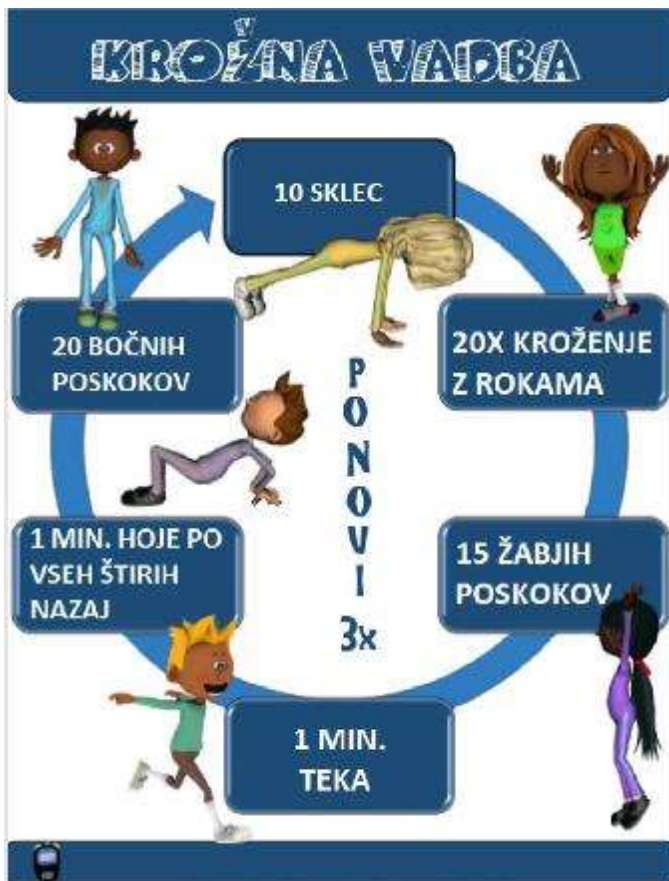 KROŽNA VADBA
10 SKLEC
20X KROŽENJE
Z ROKAMA
15 ŽABJIH
POSKOKOV
1 MIN.
TEKA
1 MIN. HOJE PO
VSEH ŠTIRIH
NAZAJ
20 BOČNIH
POSKOKOV
PONOVI
3x